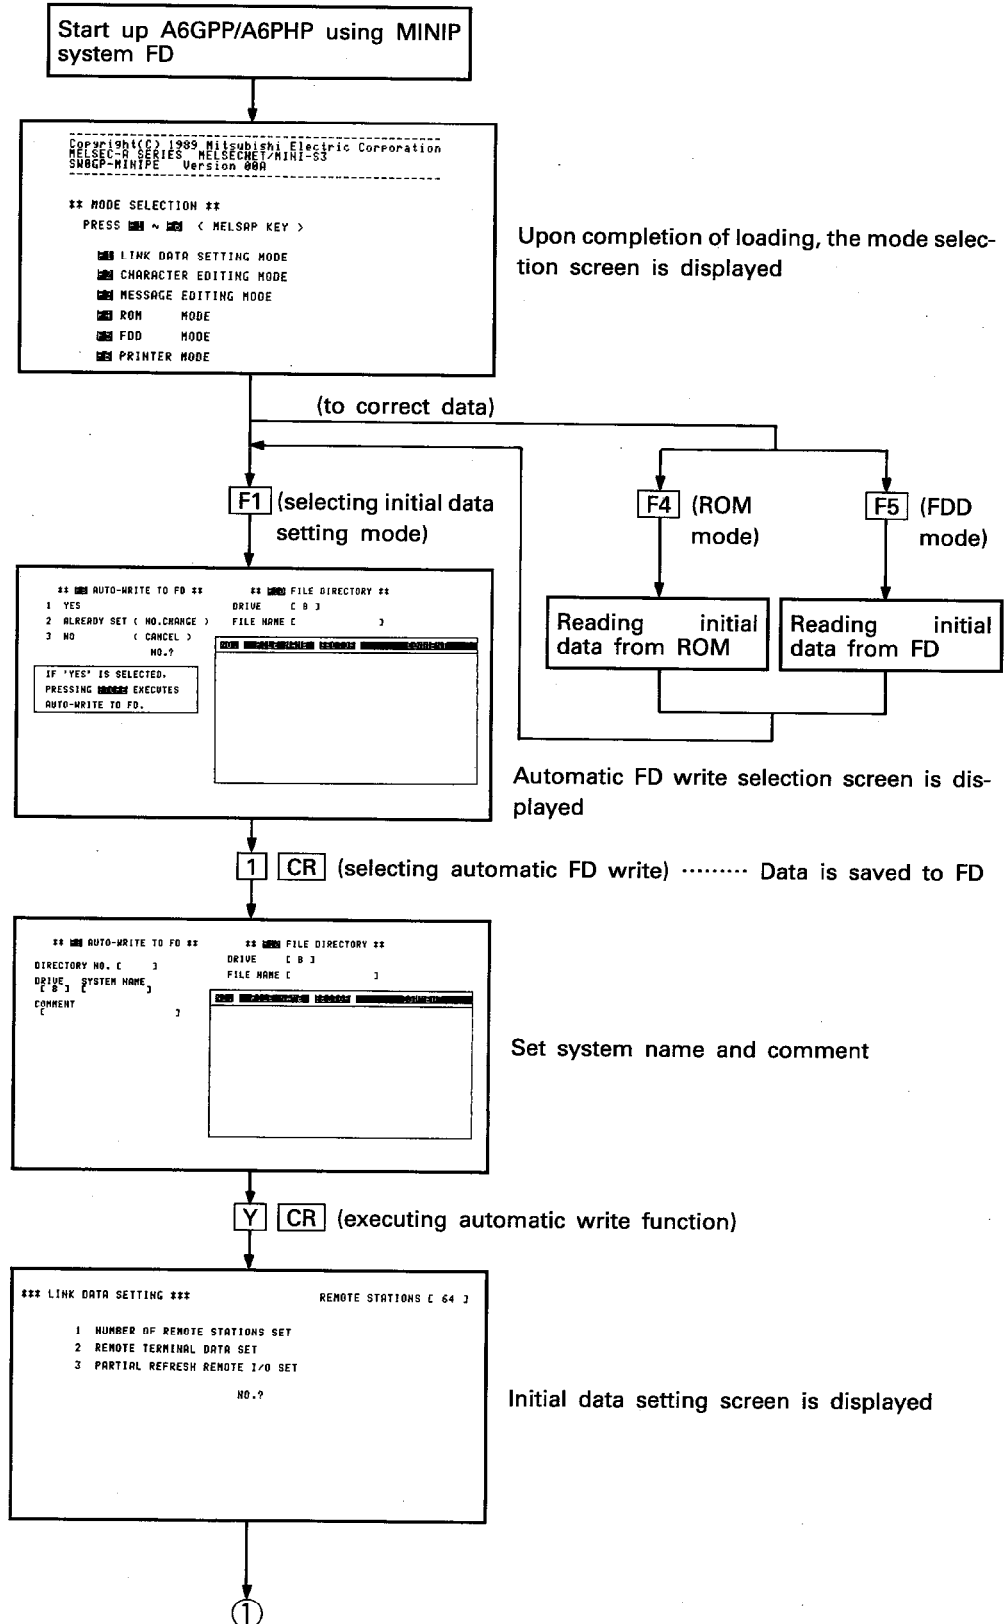 Start up A6GPP/A6PHP using MINIP
system FD
Copyright(C) 1989 Mitsubishi Electric Corporation
MELSEC-A SERIES MELSECNET/MINI-S3
SW0GP-MINIPE Version 00A
** MODE SELECTION **
PRESS ~ < MELSAP KEY >
LINK DATA SETTING MODE
CHARACTER EDITING MODE
MESSAGE EDITING MODE
ROM MODE
FDD MODE
PRINTER MODE
Upon completion of loading, the mode selec-
tion screen is displayed
(to correct data)
F1 (selecting initial data
setting mode)
F4 (ROM
mode)
F5 (FDD
mode)
Reading initial
data from ROM
Reading initial
data from FD
** AUTO-WRITE TO FD **
1 YES
2 ALREADY SET ( NO.CHANGE )
3 NO ( CANCEL )
NO.?
IF 'YES' IS SELECTED,
PRESSING EXECUTES
AUTO-WRITE TO FD.
** FILE DIRECTORY **
DRIVE [ B ]
FILE NAME [ ]
NO. FILE NAME SECTOR COMMENT
Automatic FD write selection screen is dis-
played
1 CR (selecting automatic FD write) ········· Data is saved to FD
** AUTO-WRITE TO FD **
DIRECTORY NO. [ ]
DRIVE SYSTEM NAME
[ B ] [ ]
COMMENT
[ ]
** FILE DIRECTORY **
DRIVE [ B ]
FILE NAME [ ]
Set system name and comment
Y CR (executing automatic write function)
*** LINK DATA SETTING ***
REMOTE STATIONS [ 64 ]
1 NUMBER OF REMOTE STATIONS SET
2 REMOTE TERMINAL DATA SET
3 PARTIAL REFRESH REMOTE I/O SET
NO.?
Initial data setting screen is displayed
1